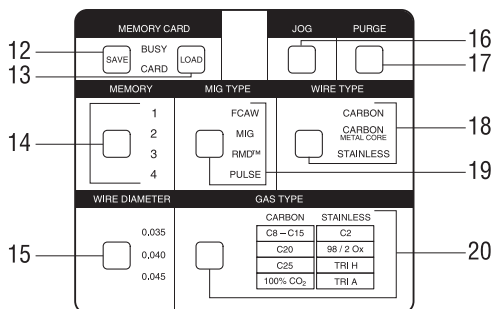 MEMORY CARD
JOG
PURGE
12
SAVE
BUSY
CARD
LOAD
13
16
17
MEMORY
MIG TYPE
WIRE TYPE
14
1
2
3
4
FCAW
MIG
RMD™
PULSE
CARBON
CARBON
METAL CORE
STAINLESS
18
19
WIRE DIAMETER
GAS TYPE
15
0.035
0.040
0.045
CARBON STAINLESS
C8 – C15 C2
C20 98 / 2 Ox
C25 TRI H
100% CO₂ TRI A
20